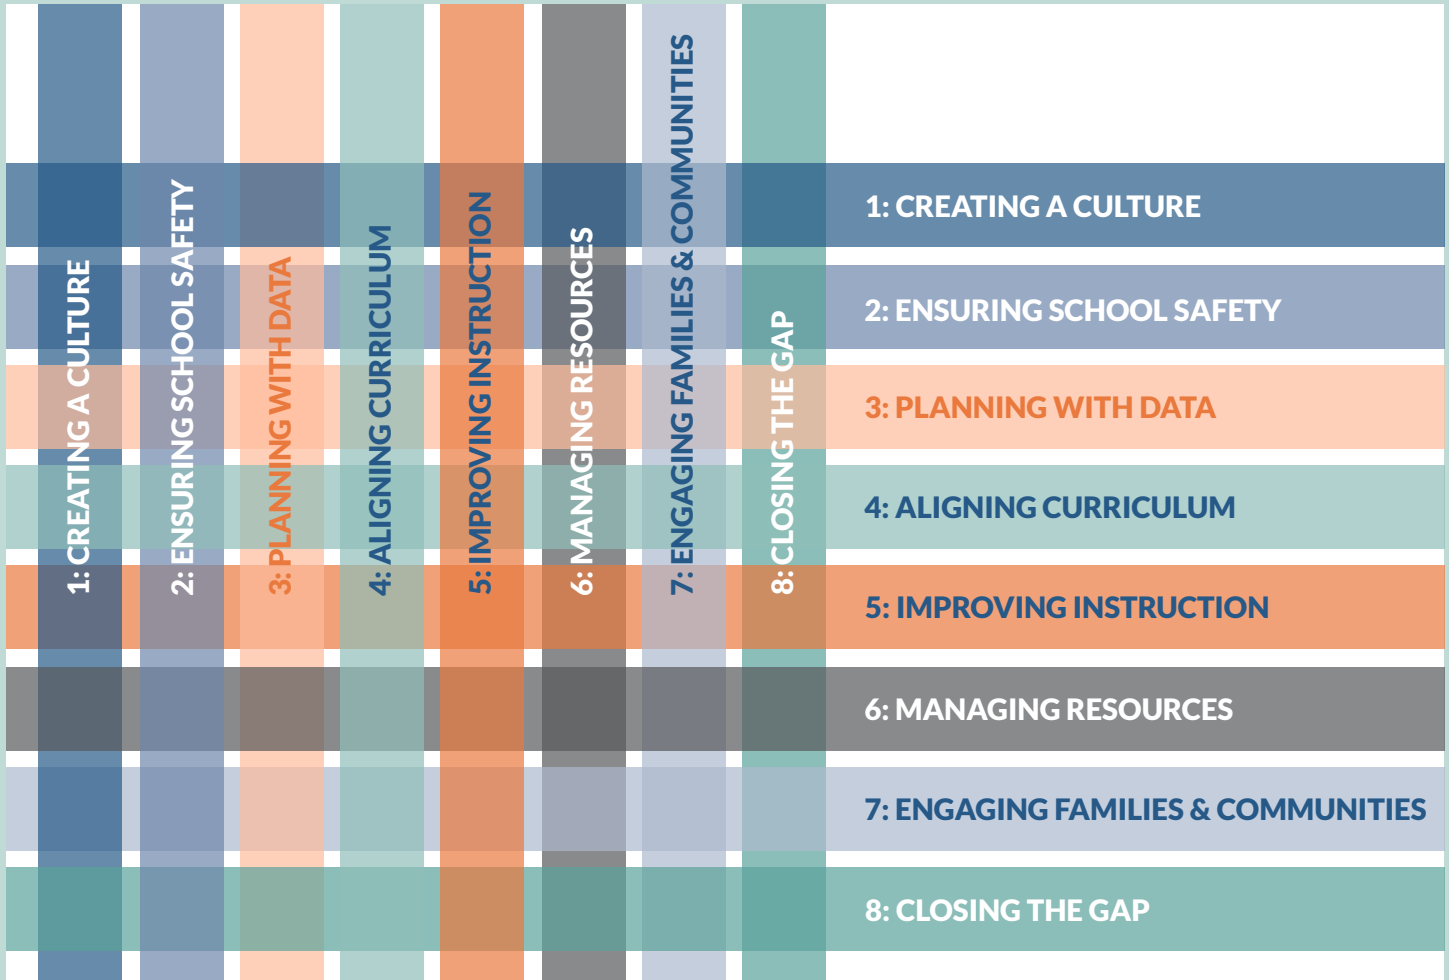 1: CREATING A CULTURE
2: ENSURING SCHOOL SAFETY
3: PLANNING WITH DATA
4: ALIGNING CURRICULUM
5: IMPROVING INSTRUCTION
6: MANAGING RESOURCES
7: ENGAGING FAMILIES & COMMUNITIES
8: CLOSING THE GAP
1: CREATING A CULTURE
2: ENSURING SCHOOL SAFETY
3: PLANNING WITH DATA
4: ALIGNING CURRICULUM
5: IMPROVING INSTRUCTION
6: MANAGING RESOURCES
7: ENGAGING FAMILIES & COMMUNITIES
8: CLOSING THE GAP